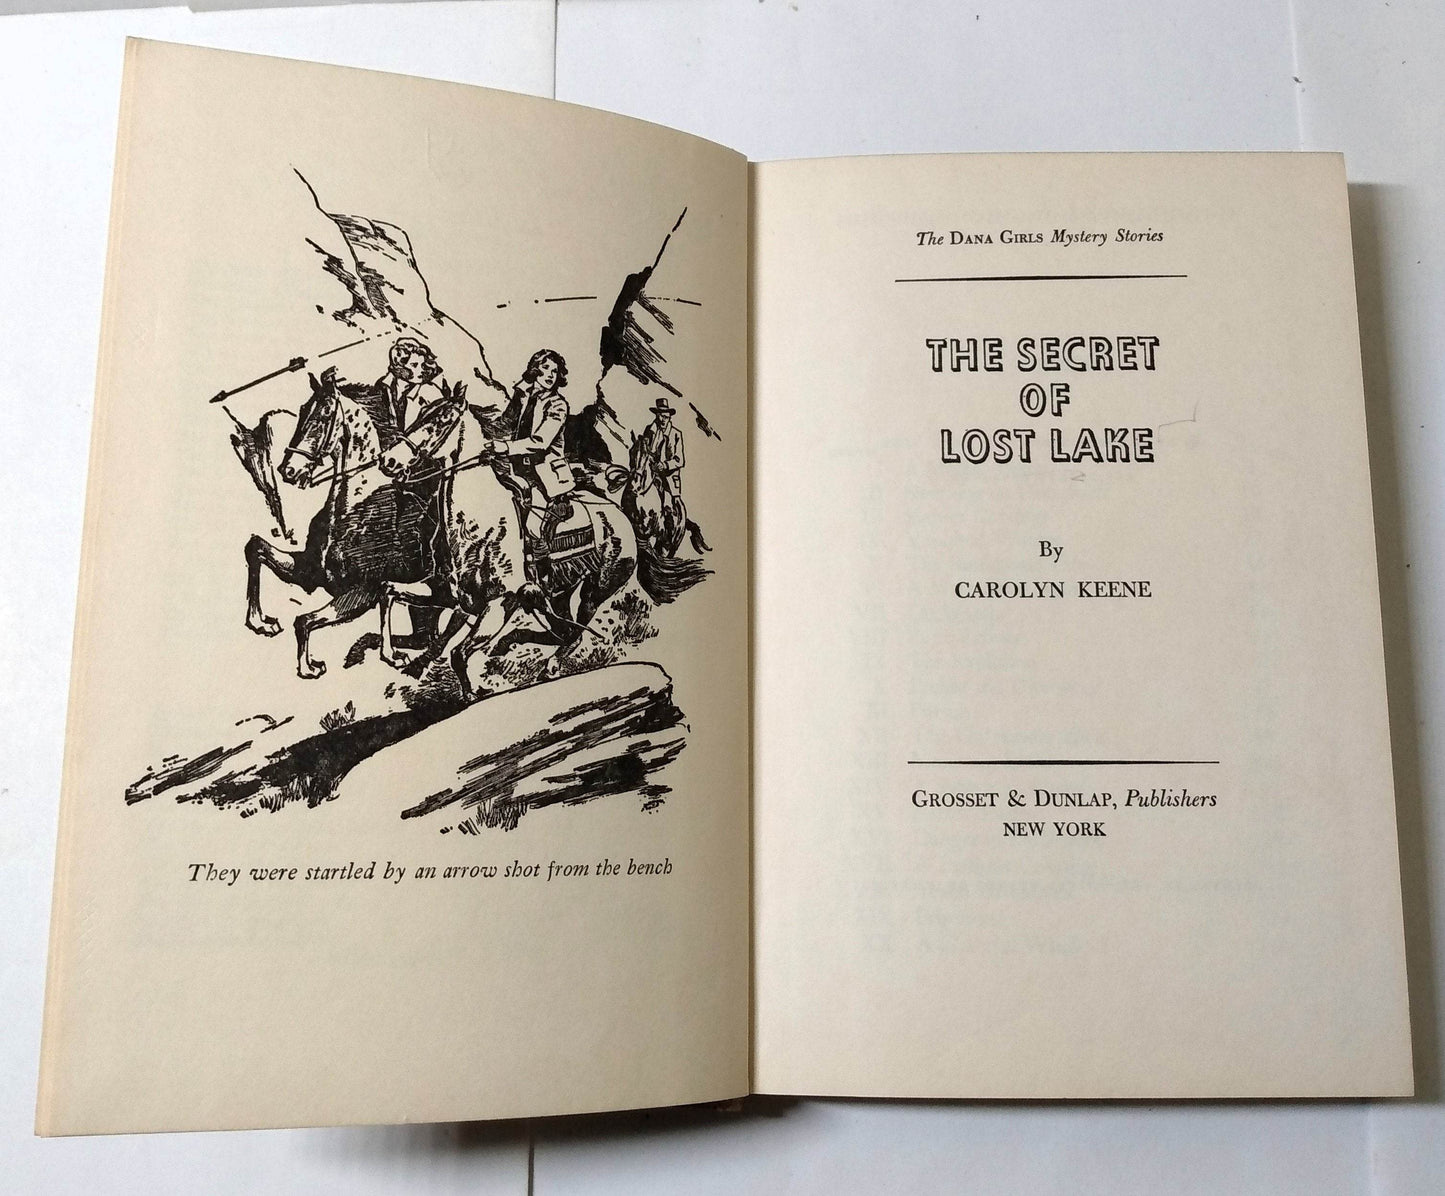 They were startled by an arrow shot from the bench
The DANA GIRLS Mystery Stories
THE SECRET
OF
LOST LAKE
By
CAROLYN KEENE
GROSSET & DUNLAP, Publishers
NEW YORK